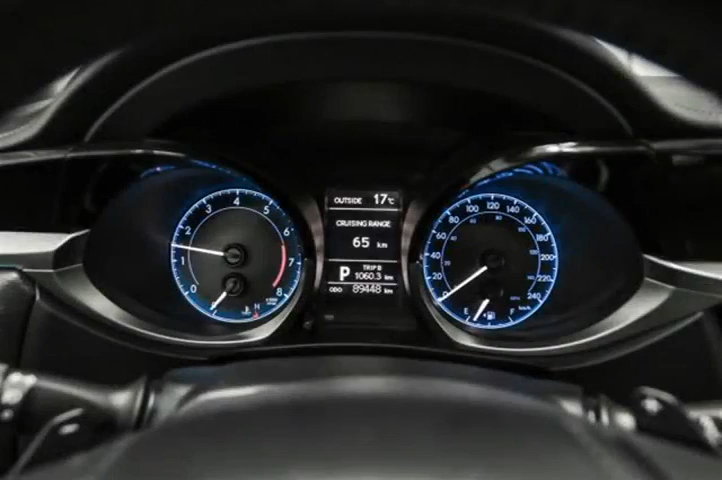 0
1
2
3
4
5
6
7
8
OUTSIDE 17°C
CRUISING RANGE
65 km
P
TRIP B
1060.3 km
ODO 89448 km
0
20
40
60
80
100
120
140
160
180
200
220
240
km/h
E
F